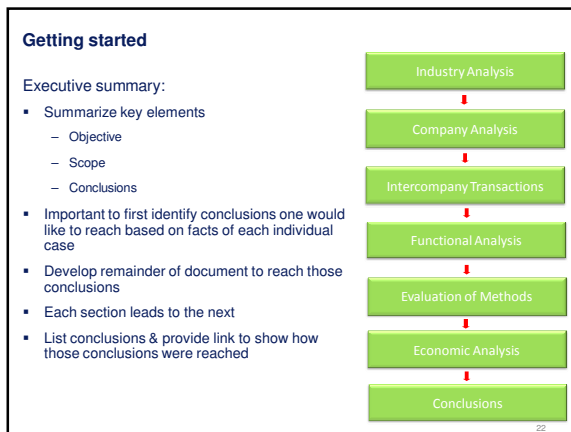 Getting started
Executive summary:
▪ Summarize key elements
– Objective
– Scope
– Conclusions
▪ Important to first identify conclusions one would
like to reach based on facts of each individual
case
▪ Develop remainder of document to reach those
conclusions
▪ Each section leads to the next
▪ List conclusions & provide link to show how
those conclusions were reached
Industry Analysis
Company Analysis
Intercompany Transactions
Functional Analysis
Evaluation of Methods
Economic Analysis
Conclusions
22